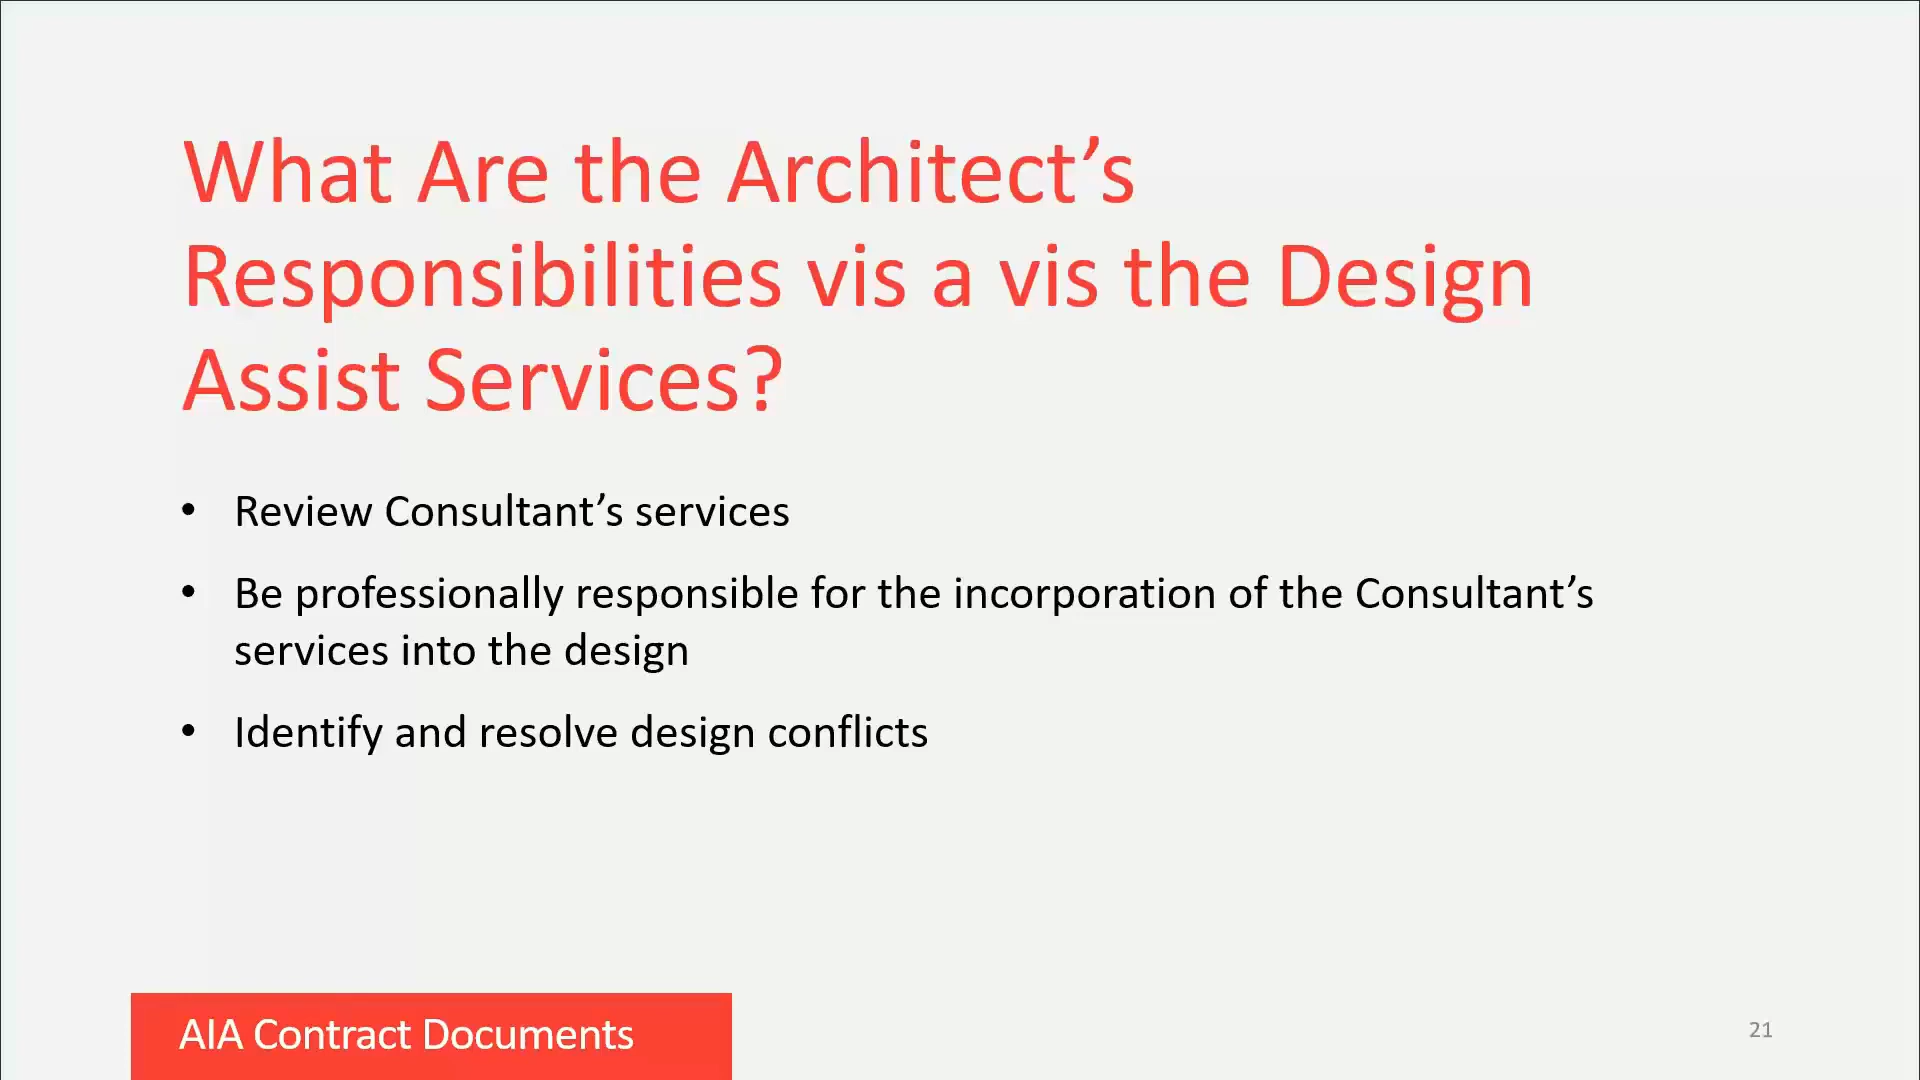 What Are the Architect’s
Responsibilities vis a vis the Design
Assist Services?
• Review Consultant’s services
• Be professionally responsible for the incorporation of the Consultant’s
services into the design
• Identify and resolve design conflicts
AIA Contract Documents
21